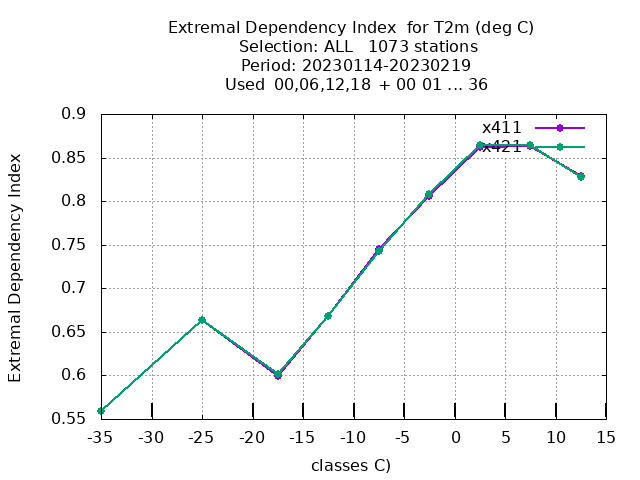 Extremal Dependency Index  for T2m (deg C)
Selection: ALL   1073 stations
Period: 20230114-20230219
Used  00,06,12,18  + 00 01 ... 36
0.9
0.85
0.8
0.75
0.7
0.65
0.6
0.55
Extremal Dependency Index
x411
x421
-35 -30 -25 -20 -15 -10 -5 0 5 10 15
classes C)